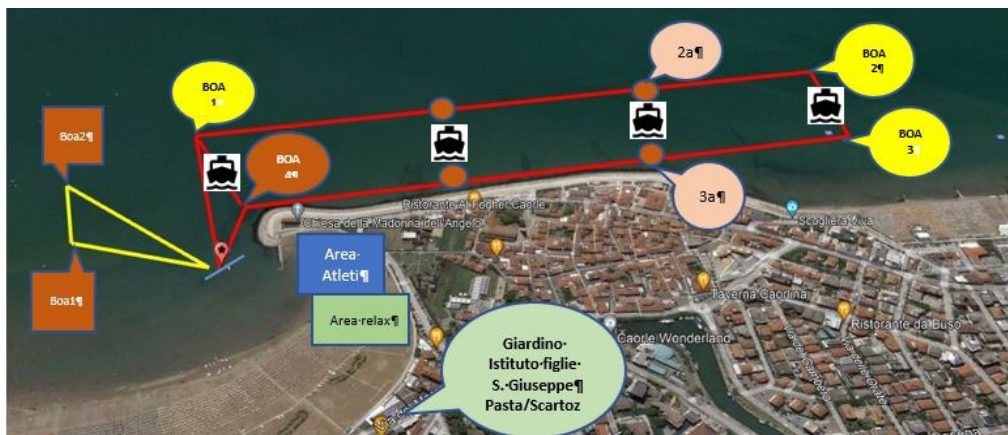 2a¶
BOA
1¶
BOA
2¶
Boa2¶
BOA
4¶
BOA
3¶
3a¶
Ristorante Al Fogher Caorle
Chiesa della Madonna dell'Angelo
Scogliera Viva
Area·
Atleti¶
Boa1¶
Area·relax¶
Taverna Caorlina
Ristorante da Buso
Caorle Wonderland
Giardino·
Istituto·figlie·
S.·Giuseppe¶
Pasta/Scartoz